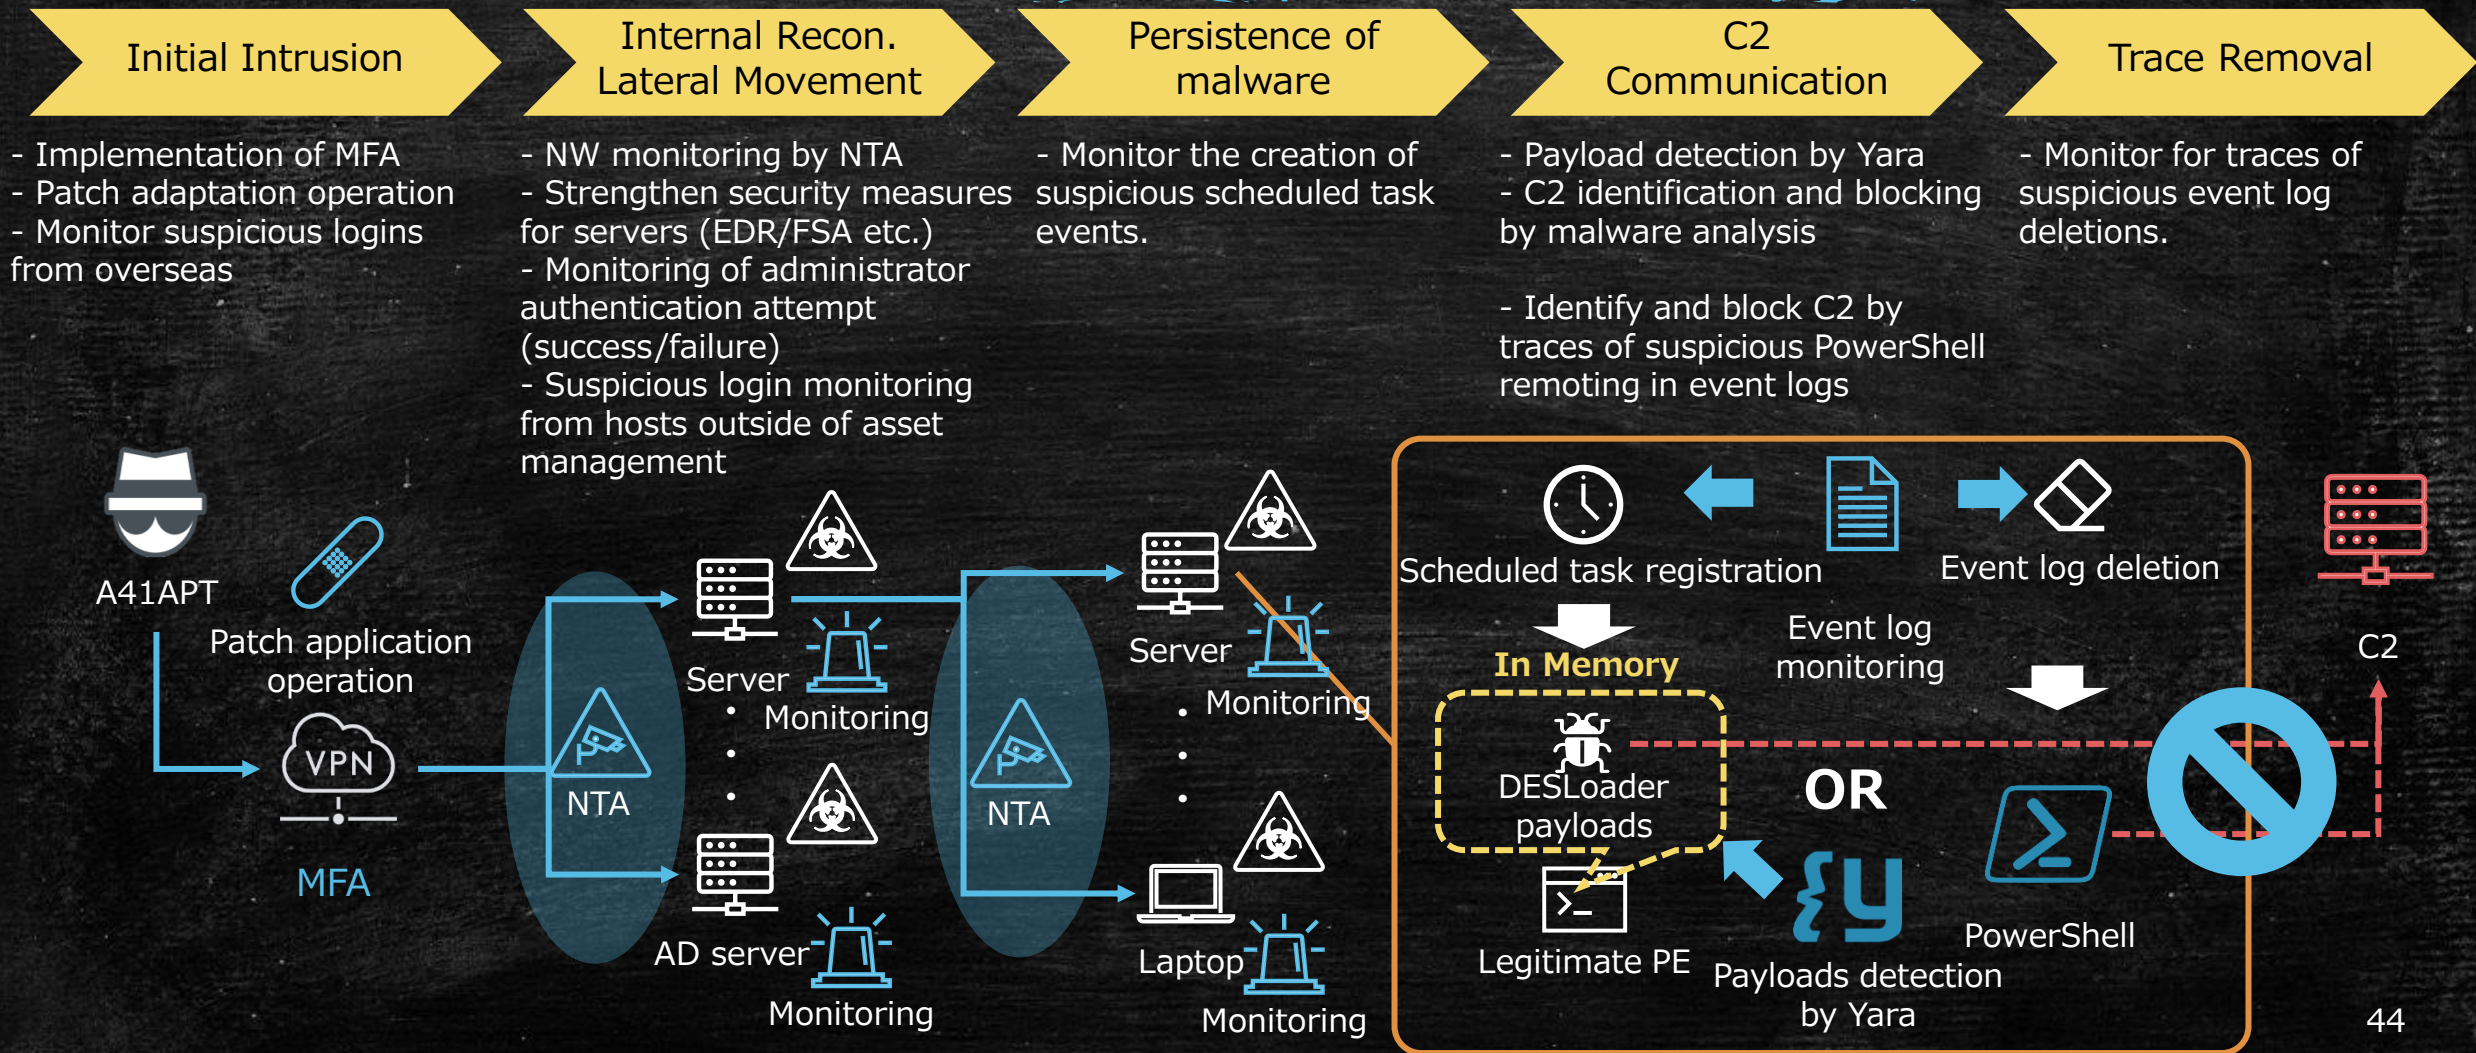 Initial Intrusion
Internal Recon.
Lateral Movement
Persistence of
malware
C2
Communication
Trace Removal
- Implementation of MFA
- Patch adaptation operation
- Monitor suspicious logins
from overseas
- NW monitoring by NTA
- Strengthen security measures
for servers (EDR/FSA etc.)
- Monitoring of administrator
authentication attempt
(success/failure)
- Suspicious login monitoring
from hosts outside of asset
management
- Monitor the creation of
suspicious scheduled task
events.
- Payload detection by Yara
- C2 identification and blocking
by malware analysis
- Identify and block C2 by
traces of suspicious PowerShell
remoting in event logs
- Monitor for traces of
suspicious event log
deletions.
A41APT
Patch application
operation
VPN
MFA
NTA
Server
Monitoring
AD server
Monitoring
NTA
Server
Monitoring
Laptop
Monitoring
Scheduled task registration
Event log deletion
Event log
monitoring
In Memory
DESLoader
payloads
OR
Legitimate PE
{y
Payloads detection
by Yara
PowerShell
C2
44